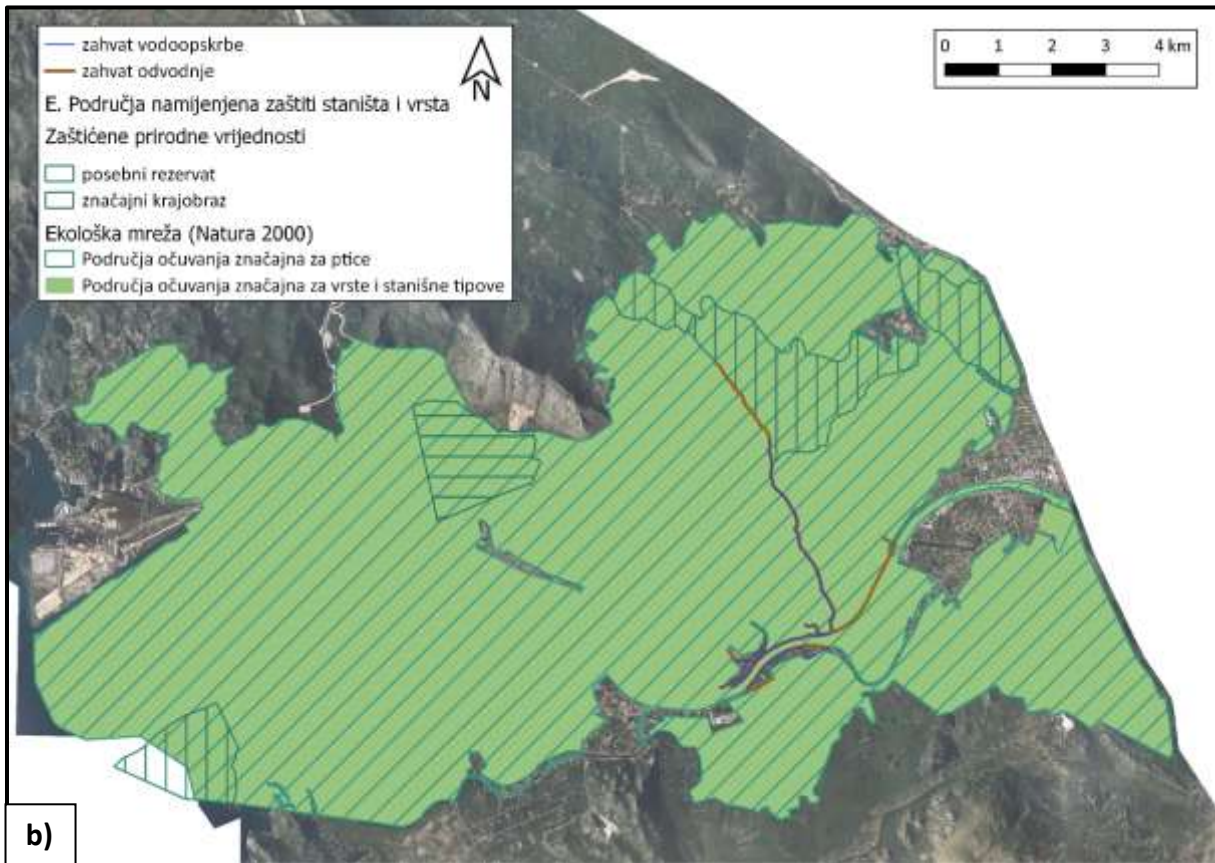 zahvat vodoopskrbe
zahvat odvodnje
E. Područja namijenjena zaštiti staništa i vrsta
Zaštićene prirodne vrijednosti
posebni rezervat
značajni krajobraz
Ekološka mreža (Natura 2000)
Područja očuvanja značajna za ptice
Područja očuvanja značajna za vrste i stanišne tipove
N
0 1 2 3 4 km
b)